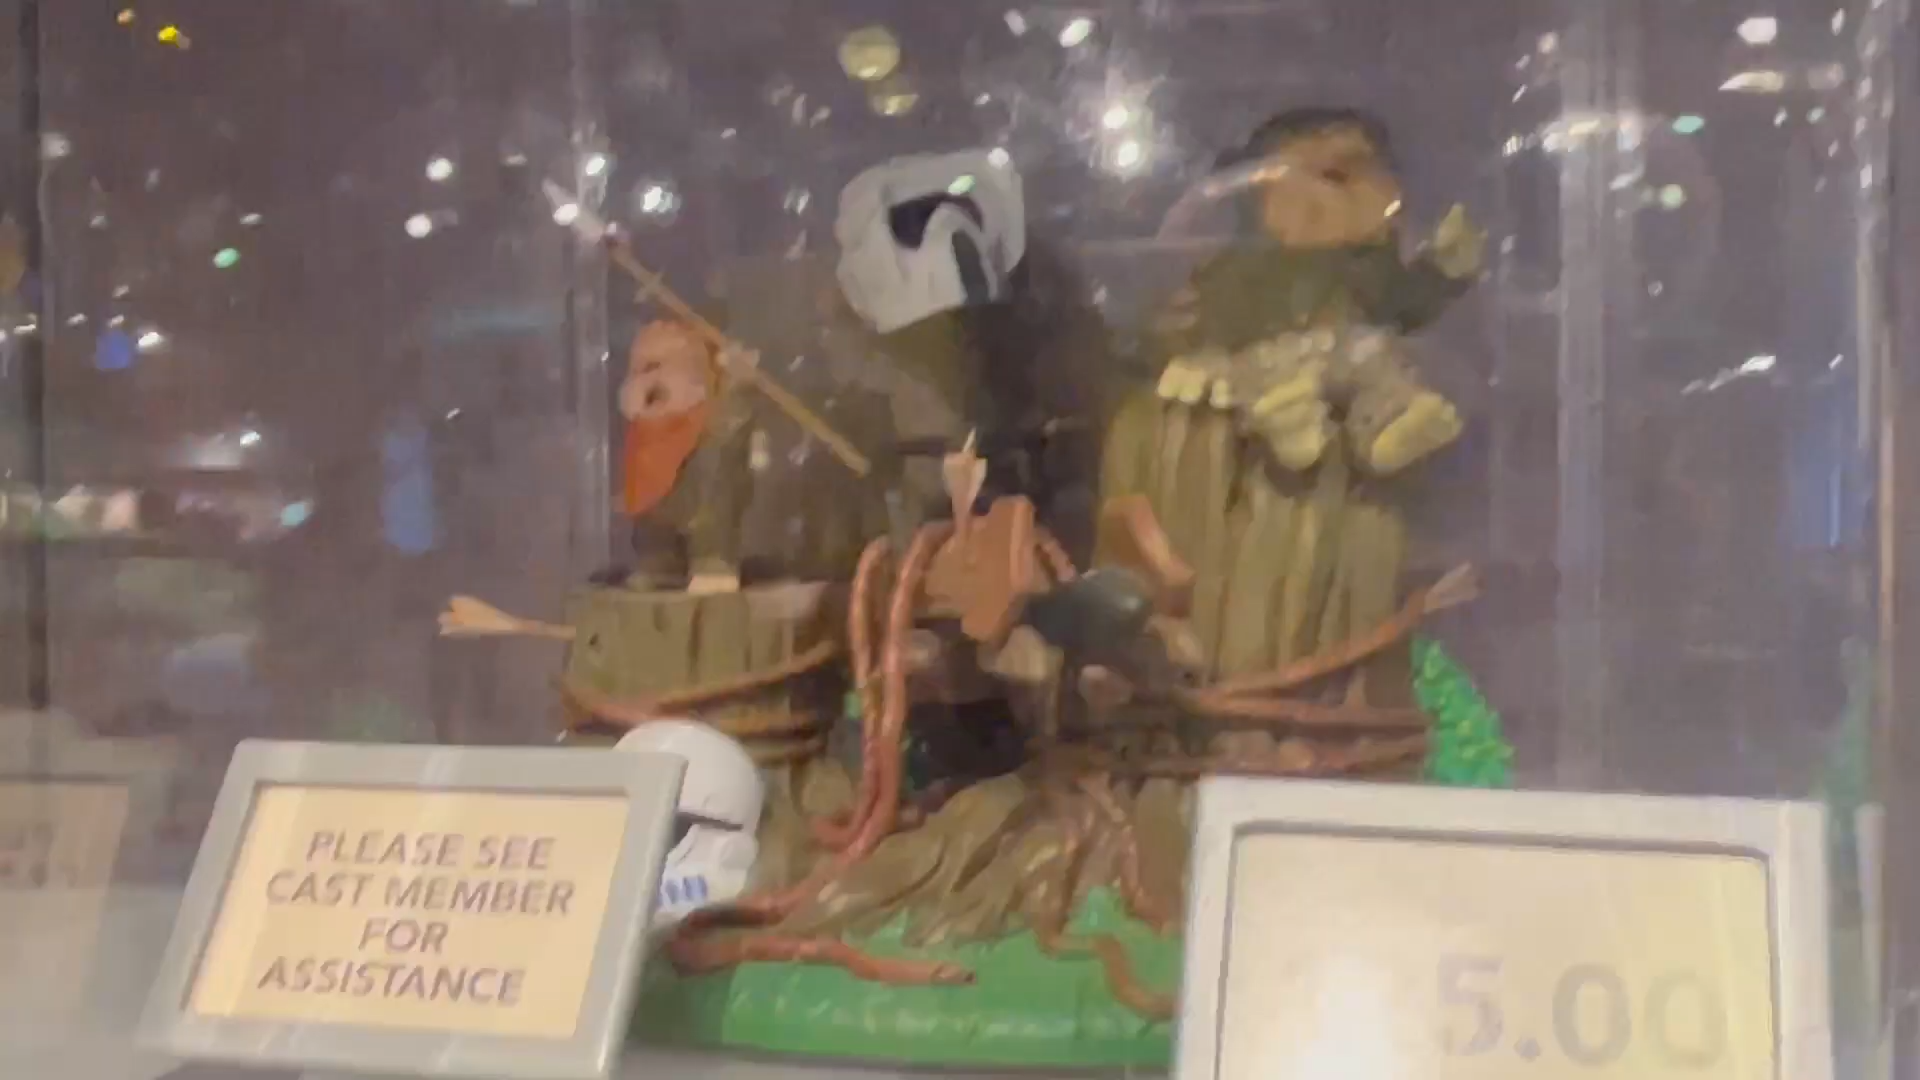 PLEASE SEE
CAST MEMBER
FOR
ASSISTANCE
5.00